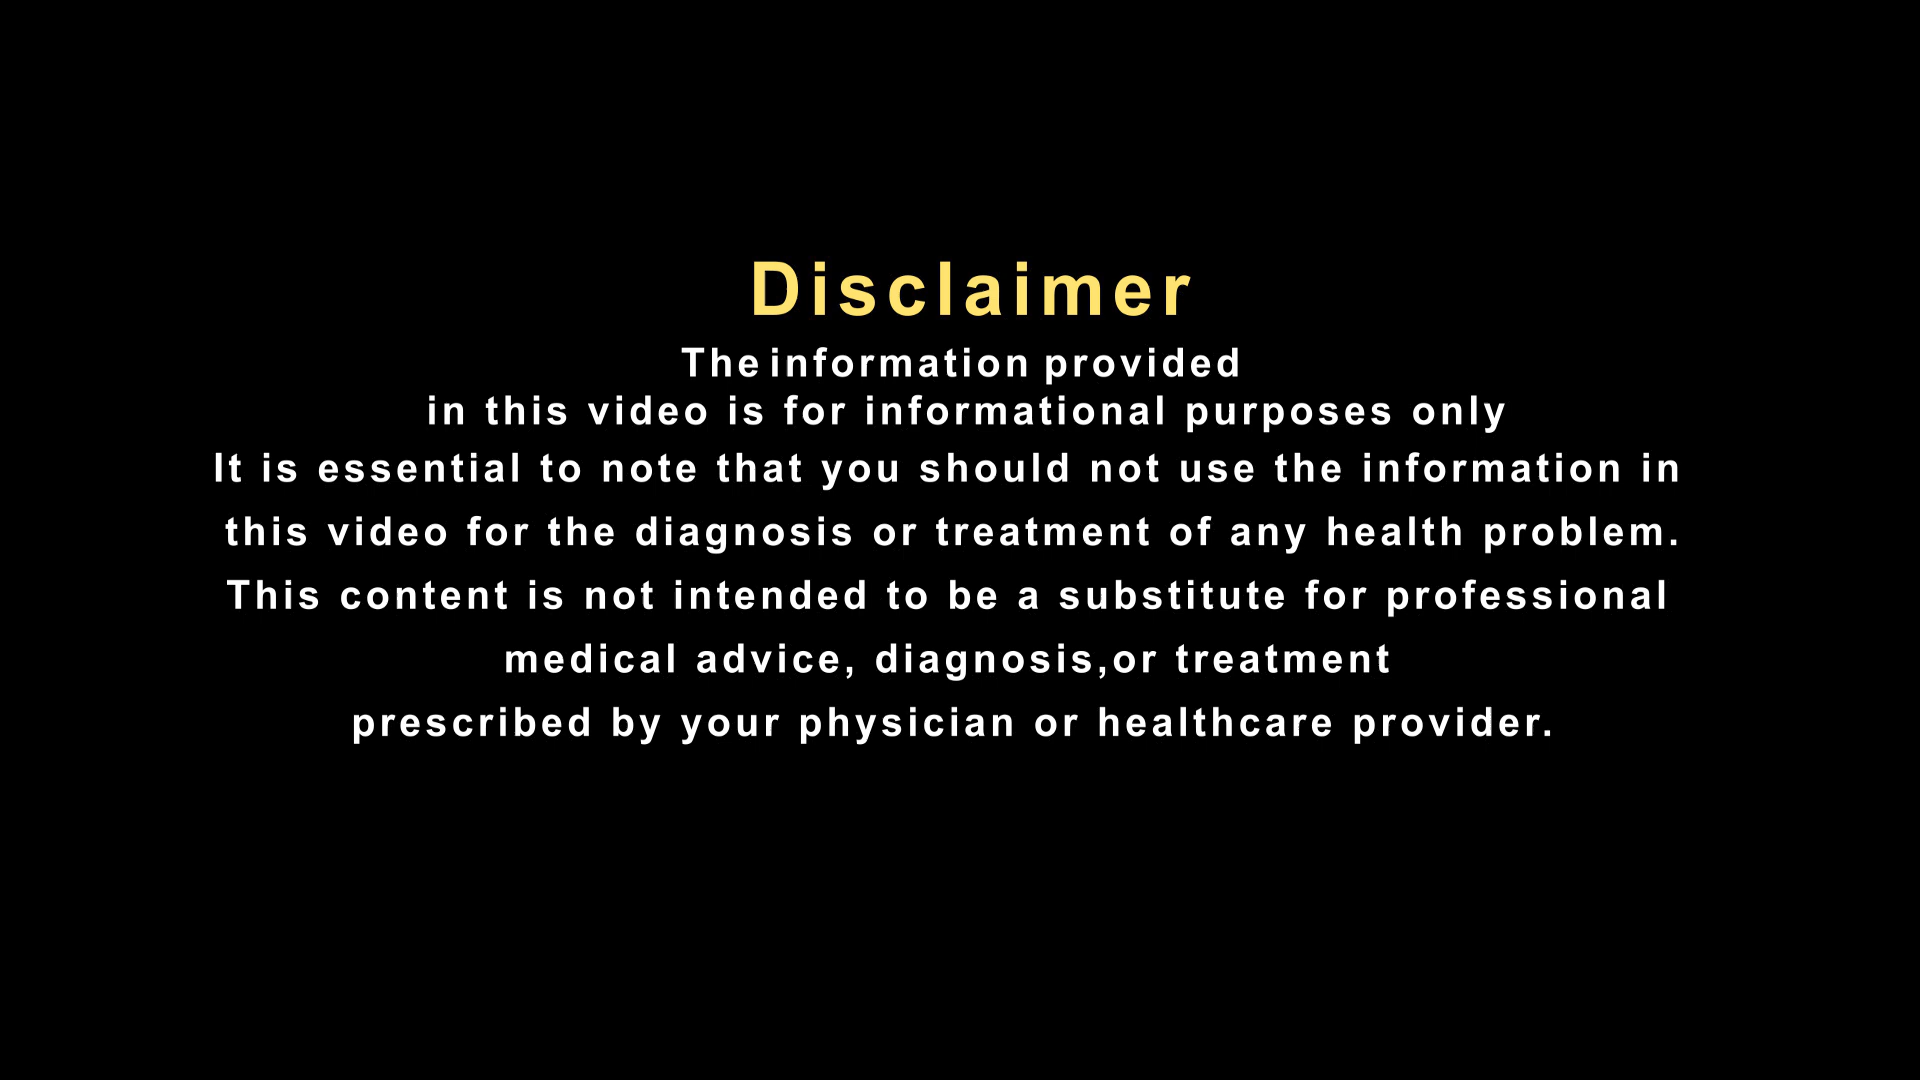 Disclaimer
The information provided
in this video is for informational purposes only
It is essential to note that you should not use the information in
this video for the diagnosis or treatment of any health problem.
This content is not intended to be a substitute for professional
medical advice, diagnosis,or treatment
prescribed by your physician or healthcare provider.